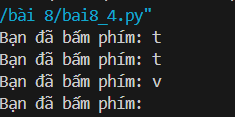 /bài 8/bai8_4.py"
Bạn đã bấm phím: t
Bạn đã bấm phím: t
Bạn đã bấm phím: v
Bạn đã bấm phím: